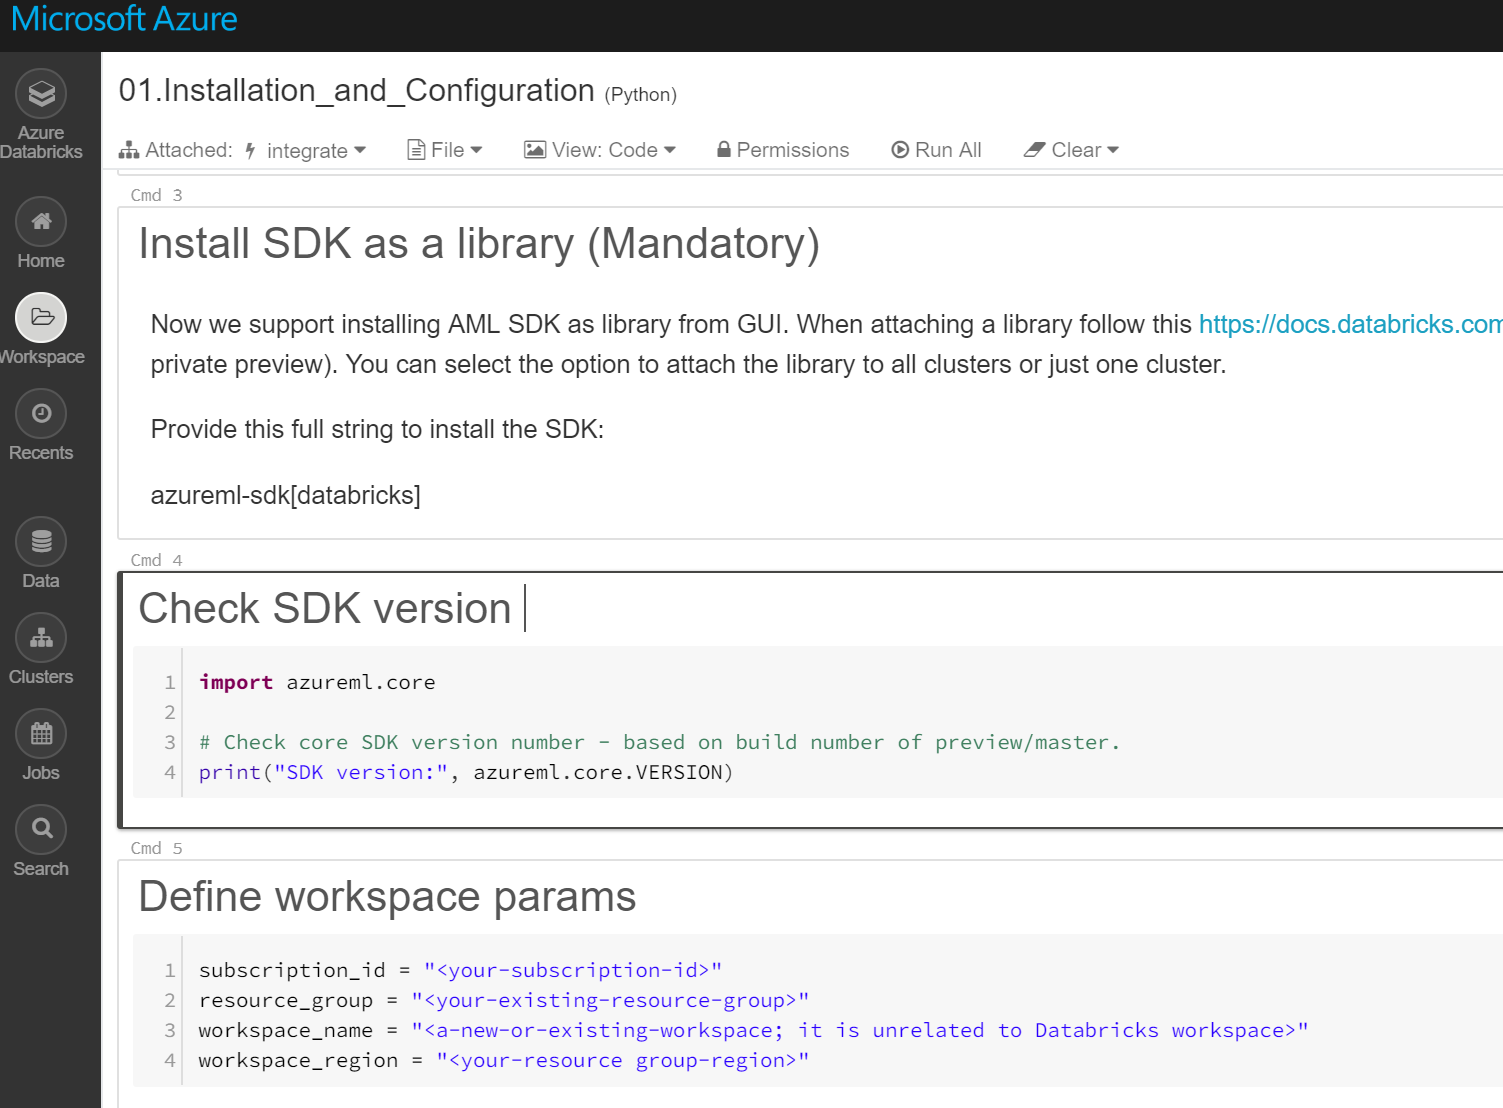 Microsoft Azure
Azure
Databricks
Home
Workspace
Recents
Data
Clusters
Jobs
Search
01.Installation_and_Configuration (Python)
Attached: integrate File View: Code Permissions Run All Clear
Cmd 3
Install SDK as a library (Mandatory)
Now we support installing AML SDK as library from GUI. When attaching a library follow this https://docs.databricks.com
private preview). You can select the option to attach the library to all clusters or just one cluster.
Provide this full string to install the SDK:
azureml-sdk[databricks]
Cmd 4
Check SDK version
1 import azureml.core
2
3 # Check core SDK version number - based on build number of preview/master.
4 print("SDK version:", azureml.core.VERSION)
Cmd 5
Define workspace params
1 subscription_id = "<your-subscription-id>"
2 resource_group = "<your-existing-resource-group>"
3 workspace_name = "<a-new-or-existing-workspace; it is unrelated to Databricks workspace>"
4 workspace_region = "<your-resource group-region>"